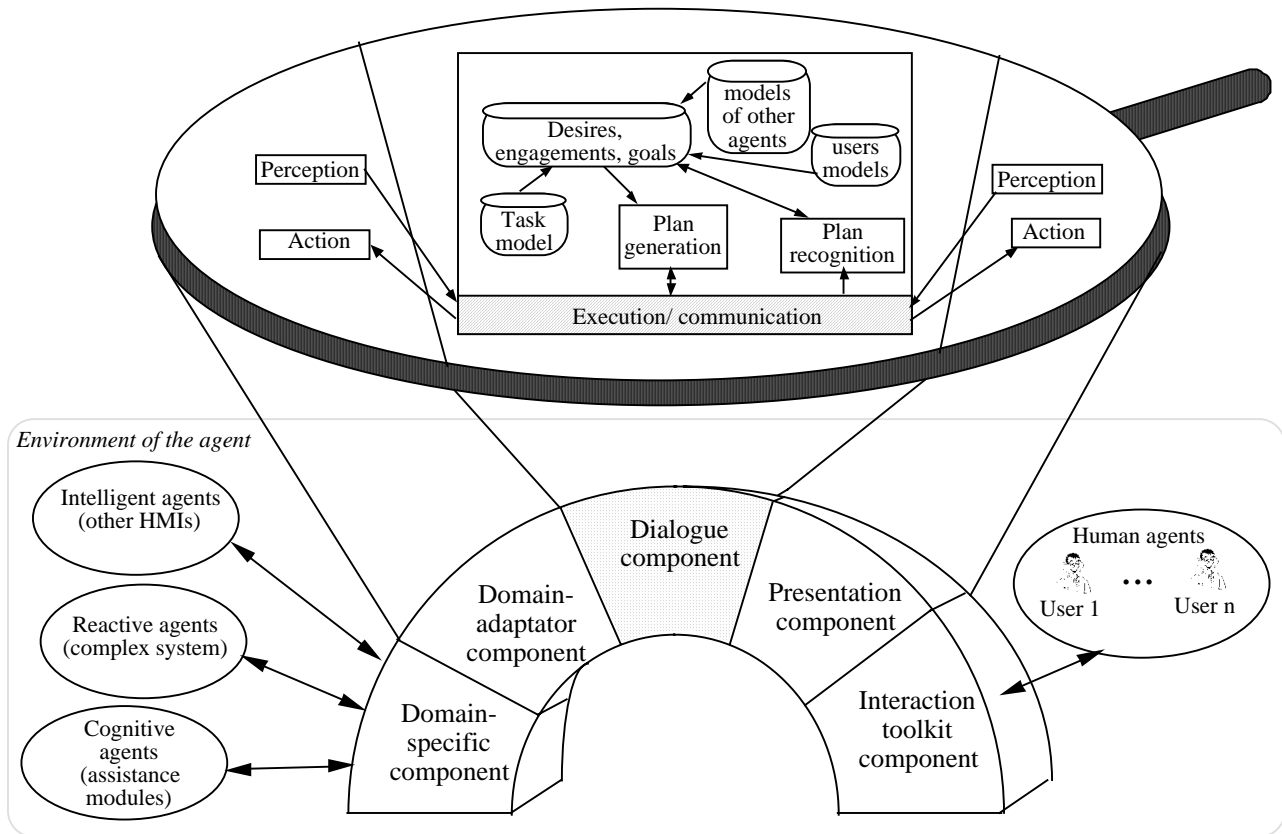 models
of other
agents
Desires,
engagements, goals
users
models
Perception
Perception
Task
model
Plan
generation
Plan
recognition
Action
Action
Execution/ communication
Environment of the agent
Intelligent agents
(other HMIs)
Dialogue
component
Human agents
...
User 1
User n
Domain-
adaptator
component
Presentation
component
Reactive agents
(complex system)
Domain-
specific
component
Interaction
toolkit
component
Cognitive
agents
(assistance
modules)